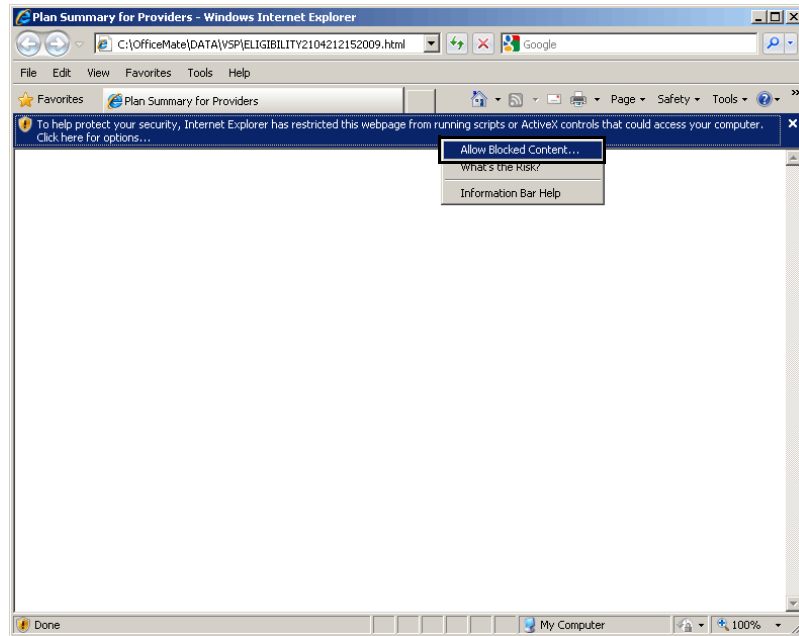 Plan Summary for Providers - Windows Internet Explorer
C:\OfficeMate\DATA\VSP\ELIGIBILITY2104212152009.html Google
File Edit View Favorites Tools Help
Favorites Plan Summary for Providers Page Safety Tools »
To help protect your security, Internet Explorer has restricted this webpage from running scripts or ActiveX controls that could access your computer.
Click here for options...
Allow Blocked Content...
What's the Risk?
Information Bar Help
Done My Computer 100%